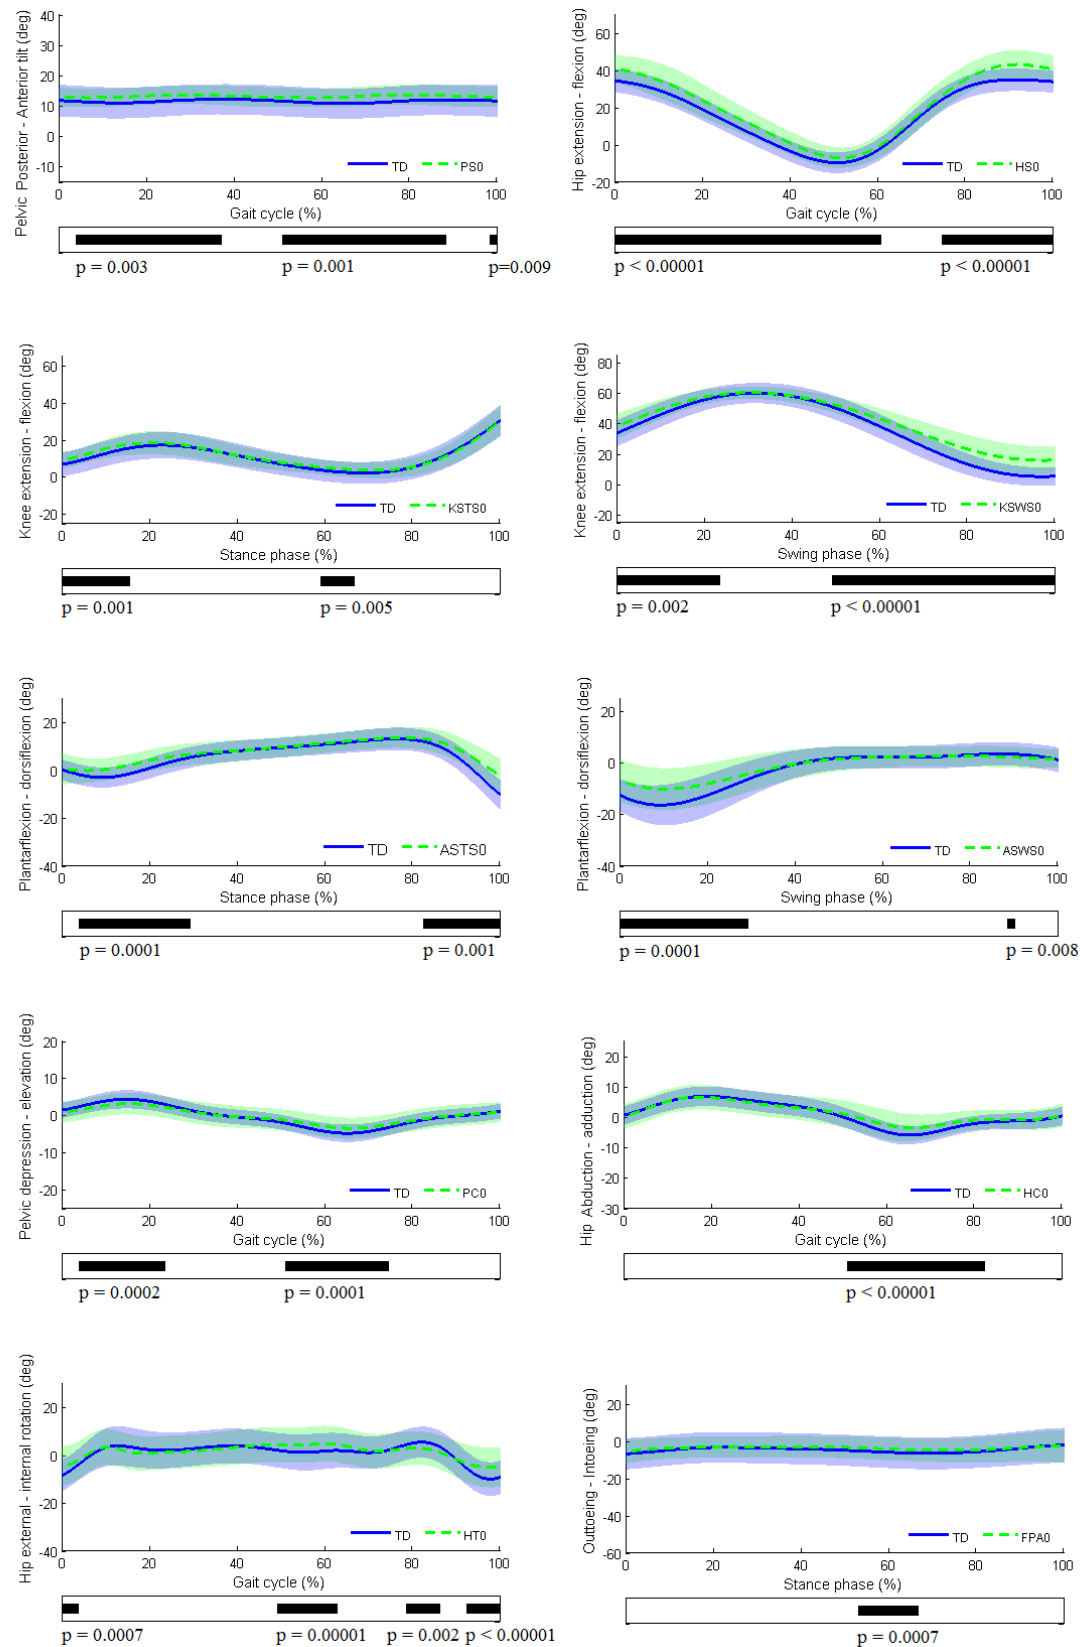 Pelvic Posterior - Anterior tilt (deg)
40
30
20
10
0
-10
TD PS0
0 20 40 60 80 100
Gait cycle (%)
p = 0.003 p = 0.001 p=0.009
Hip extension - flexion (deg)
60
40
20
0
-20
TD HS0
0 20 40 60 80 100
Gait cycle (%)
p < 0.00001 p < 0.00001
Knee extension - flexion (deg)
60
40
20
0
-20
TD KSTS0
0 20 40 60 80 100
Stance phase (%)
p = 0.001 p = 0.005
Knee extension - flexion (deg)
80
60
40
20
0
-20
TD KSWS0
0 20 40 60 80 100
Swing phase (%)
p = 0.002 p < 0.00001
Plantarflexion - dorsiflexion (deg)
20
0
-20
-40
TD ASTS0
0 20 40 60 80 100
Stance phase (%)
p = 0.0001 p = 0.001
Plantarflexion - dorsiflexion (deg)
20
0
-20
-40
TD ASWS0
0 20 40 60 80 100
Swing phase (%)
p = 0.0001 p = 0.008
Pelvic depression - elevation (deg)
20
10
0
-10
-20
TD PC0
0 20 40 60 80 100
Gait cycle (%)
p = 0.0002 p = 0.0001
Hip Abduction - adduction (deg)
20
10
0
-10
-20
-30
TD HC0
0 20 40 60 80 100
Gait cycle (%)
p < 0.00001
Hip external - internal rotation (deg)
20
0
-20
-40
TD HT0
0 20 40 60 80 100
Gait cycle (%)
p = 0.0007 p = 0.00001 p = 0.002 p < 0.00001
Outtoeing - Intoeing (deg)
20
0
-20
-40
-60
TD FPA0
0 20 40 60 80 100
Stance phase (%)
p = 0.0007